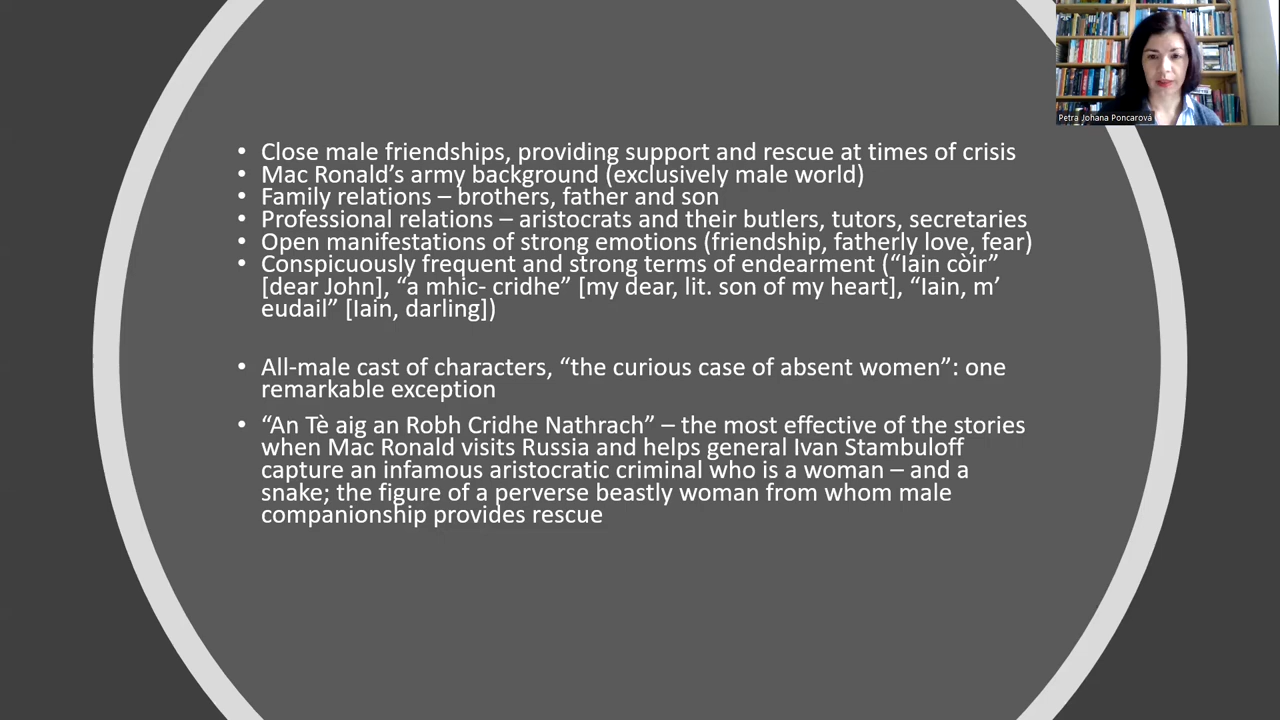 Petra Johana Poncarová
• Close male friendships, providing support and rescue at times of crisis
• Mac Ronald’s army background (exclusively male world)
• Family relations – brothers, father and son
• Professional relations – aristocrats and their butlers, tutors, secretaries
• Open manifestations of strong emotions (friendship, fatherly love, fear)
• Conspicuously frequent and strong terms of endearment (“Iain còir”
[dear John], “a mhic- cridhe” [my dear, lit. son of my heart], “Iain, m’
eudail” [Iain, darling])
• All-male cast of characters, “the curious case of absent women”: one
remarkable exception
• “An Tè aig an Robh Cridhe Nathrach” – the most effective of the stories
when Mac Ronald visits Russia and helps general Ivan Stambuloff
capture an infamous aristocratic criminal who is a woman – and a
snake; the figure of a perverse beastly woman from whom male
companionship provides rescue